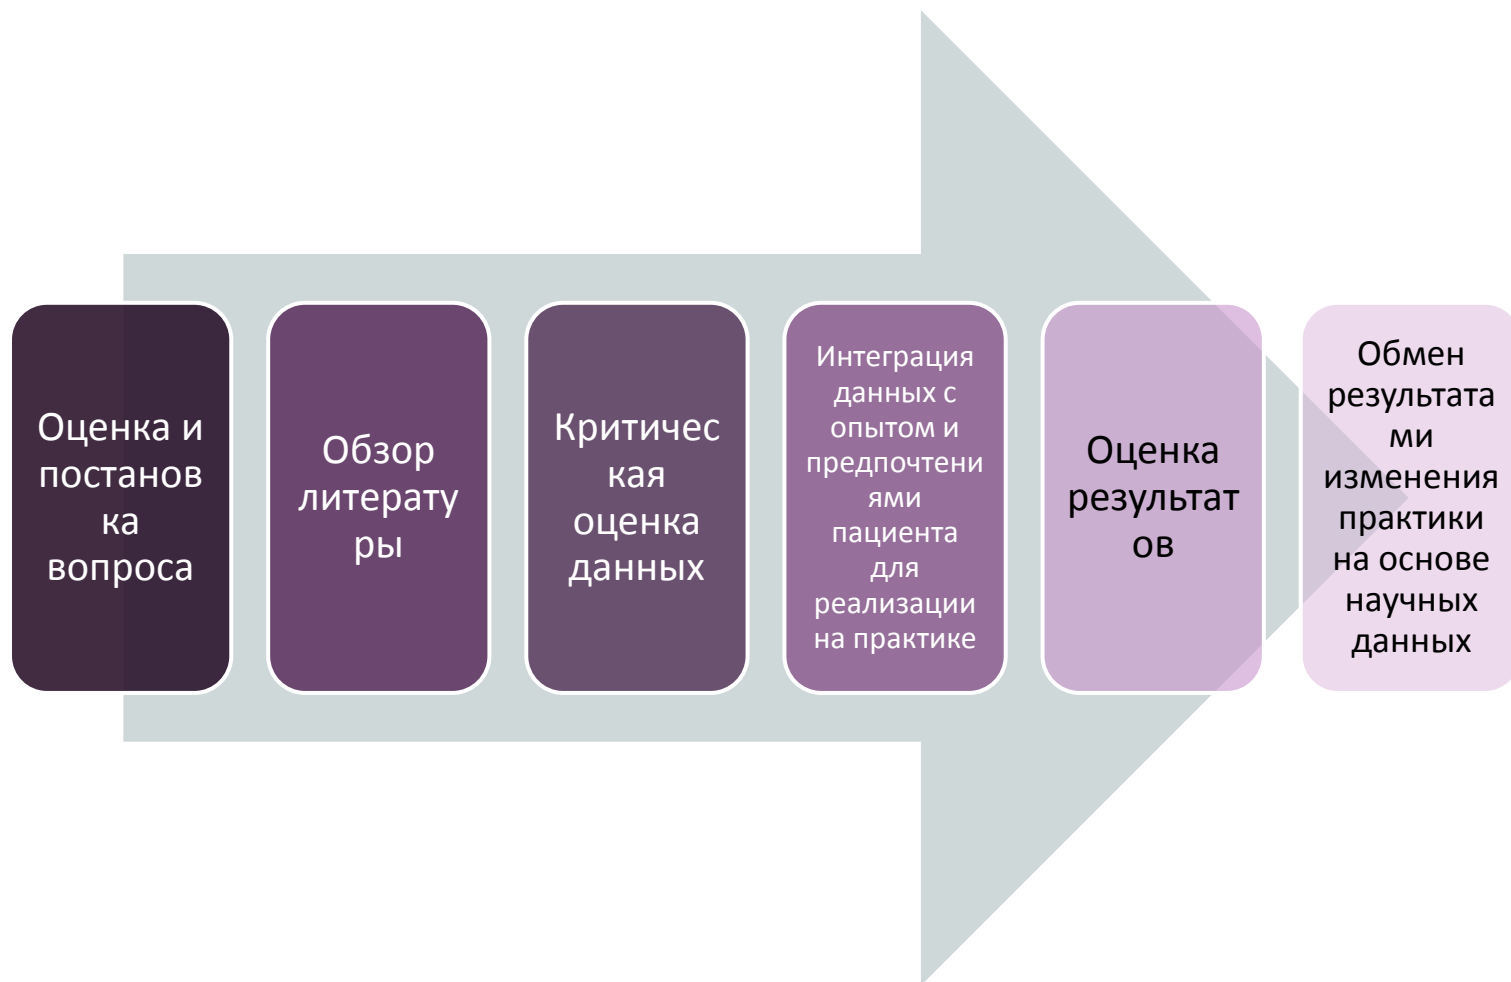 Оценка и
постанов
ка
вопроса
Обзор
литерату
ры
Критичес
кая
оценка
данных
Интеграция
данных с
опытом и
предпочтени
ями
пациента
для
реализации
на практике
Оценка
результат
ов
Обмен
результата
ми
изменения
практики
на основе
научных
данных